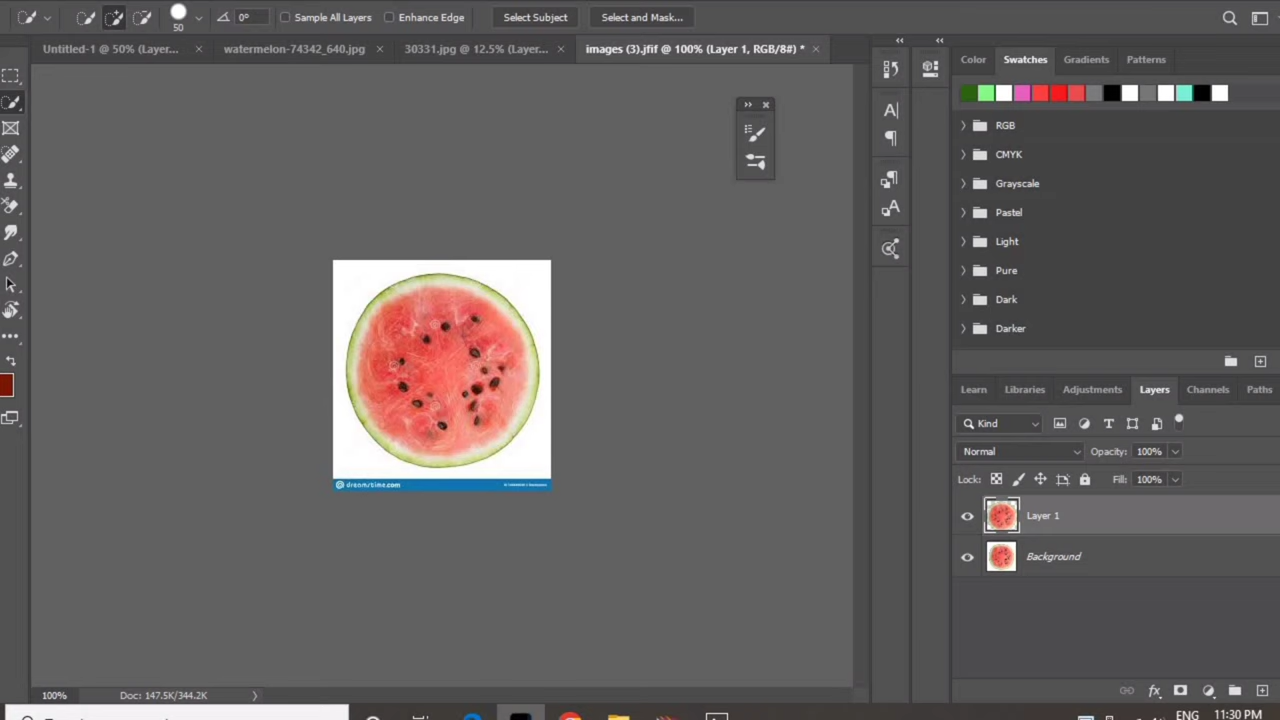 50
0°
Sample All Layers
Enhance Edge
Select Subject
Select and Mask...
Untitled-1 @ 50% (Layer...
watermelon-74342_640.jpg
30331.jpg @ 12.5% (Layer...
images (3).jfif @ 100% (Layer 1, RGB/8#) *
Color
Swatches
Gradients
Patterns
RGB
CMYK
Grayscale
Pastel
Light
Pure
Dark
Darker
dreamstime.com
Learn
Libraries
Adjustments
Layers
Channels
Paths
Kind
Normal
Opacity: 100%
Lock:
Fill: 100%
Layer 1
Background
100%
Doc: 147.5K/344.2K
ENG
11:30 PM